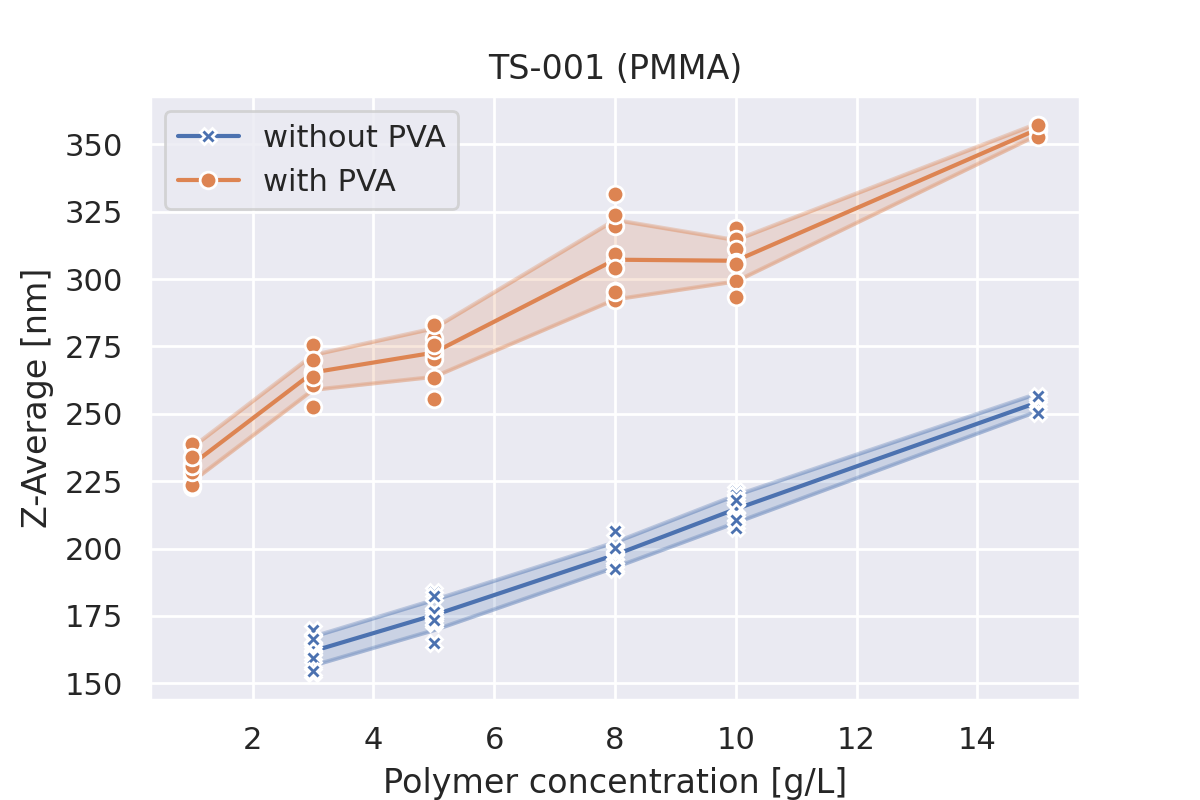 TS-001 (PMMA)
without PVA
with PVA
Z-Average [nm]
350
325
300
275
250
225
200
175
150
2 4 6 8 10 12 14
Polymer concentration [g/L]